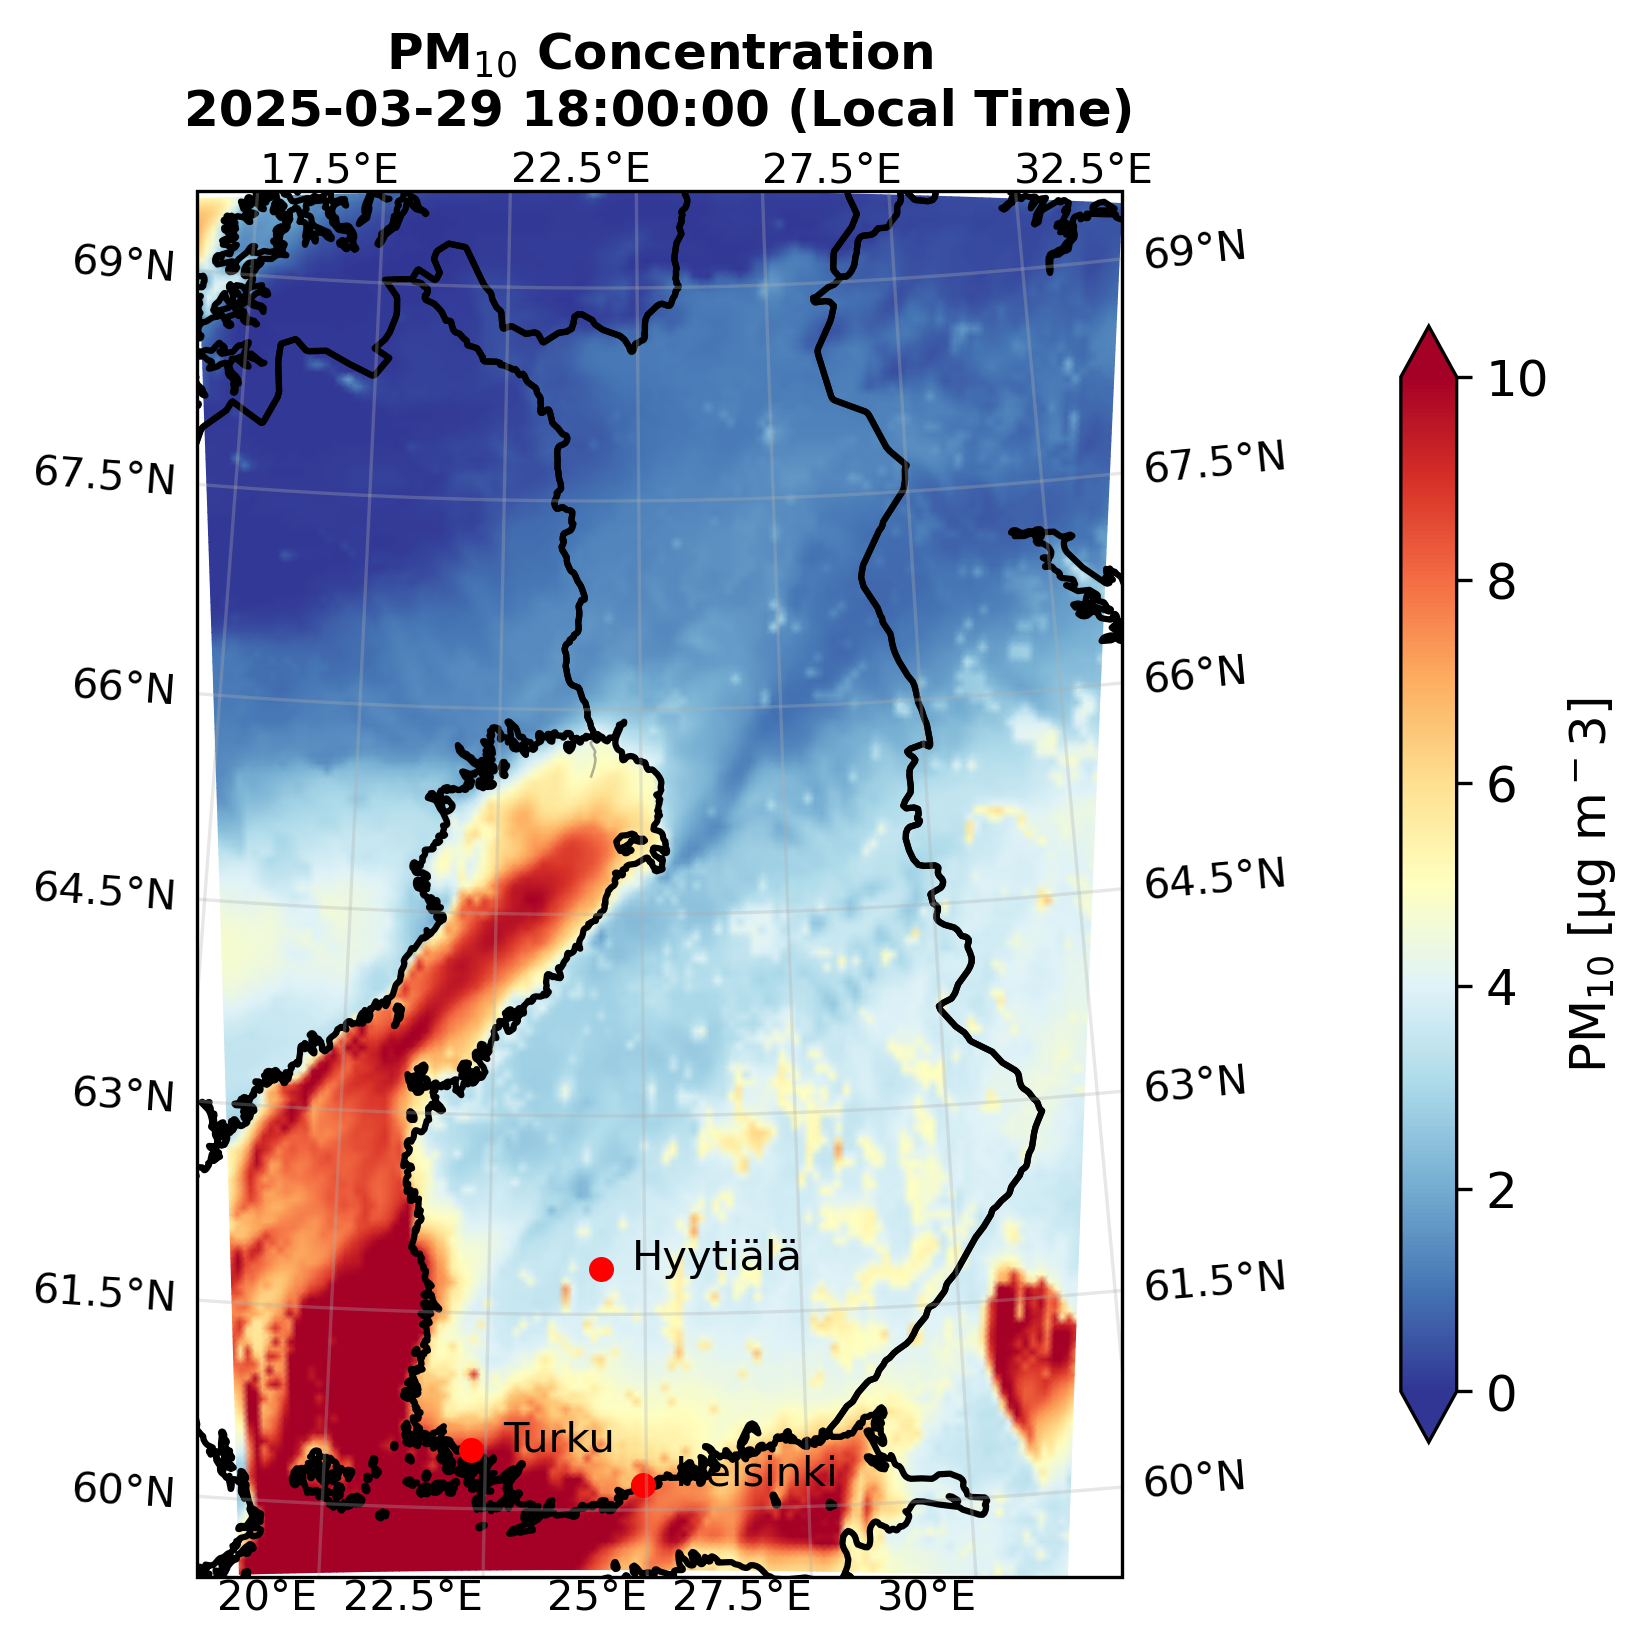 PM₁₀ Concentration
2025-03-29 18:00:00 (Local Time)
17.5°E 22.5°E 27.5°E 32.5°E
69°N 69°N
67.5°N 67.5°N
66°N 66°N
64.5°N 64.5°N
63°N 63°N
61.5°N 61.5°N
60°N 60°N
Hyytiälä
Turku
Helsinki
20°E 22.5°E 25°E 27.5°E 30°E
10
8
6
4
2
0
PM₁₀ [µg m⁻ 3]